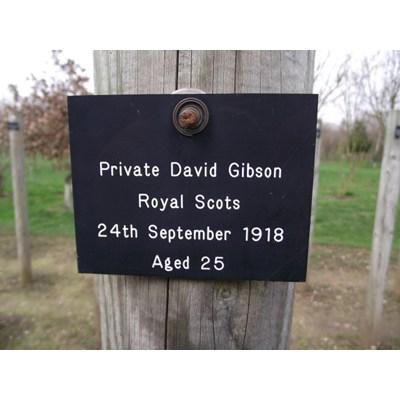 Private David Gibson
Royal Scots
24th September 1918
Aged 25